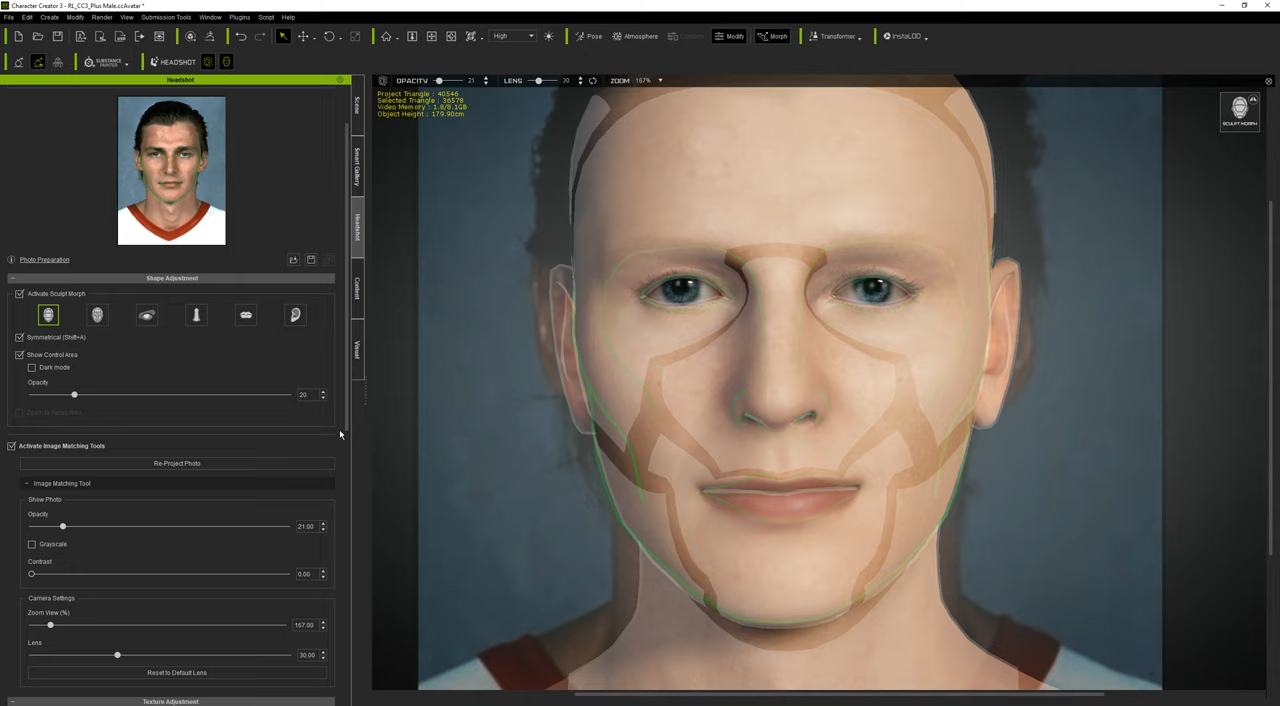 Character Creator 3 - RL_CC3_Plus Male.ccAvatar *
File Edit Create Modify Render View Submission Tools Window Plugins Script Help
High Pose Atmosphere Modify Morph Transformer InstaLOD
SUBSTANCE PAINTER HEADSHOT
Headshot
OPACITY 21 LENS 30 ZOOM 167%
Project Triangle : 40546
Selected Triangle : 36578
Video Memory : 1.8/8.1GB
Object Height : 179.90cm
SCULPT MORPH
Scene
Smart Gallery
Headshot
Content
Visual
Photo Preparation
Shape Adjustment
Activate Sculpt Morph
Symmetrical (Shift+A)
Show Control Area
Dark mode
Opacity
20
Activate Image Matching Tools
Re-Project Photo
Image Matching Tool
Show Photo
Opacity
21.00
Grayscale
Contrast
0.00
Camera Settings
Zoom View (%)
167.00
Lens
30.00
Reset to Default Lens
Texture Adjustment